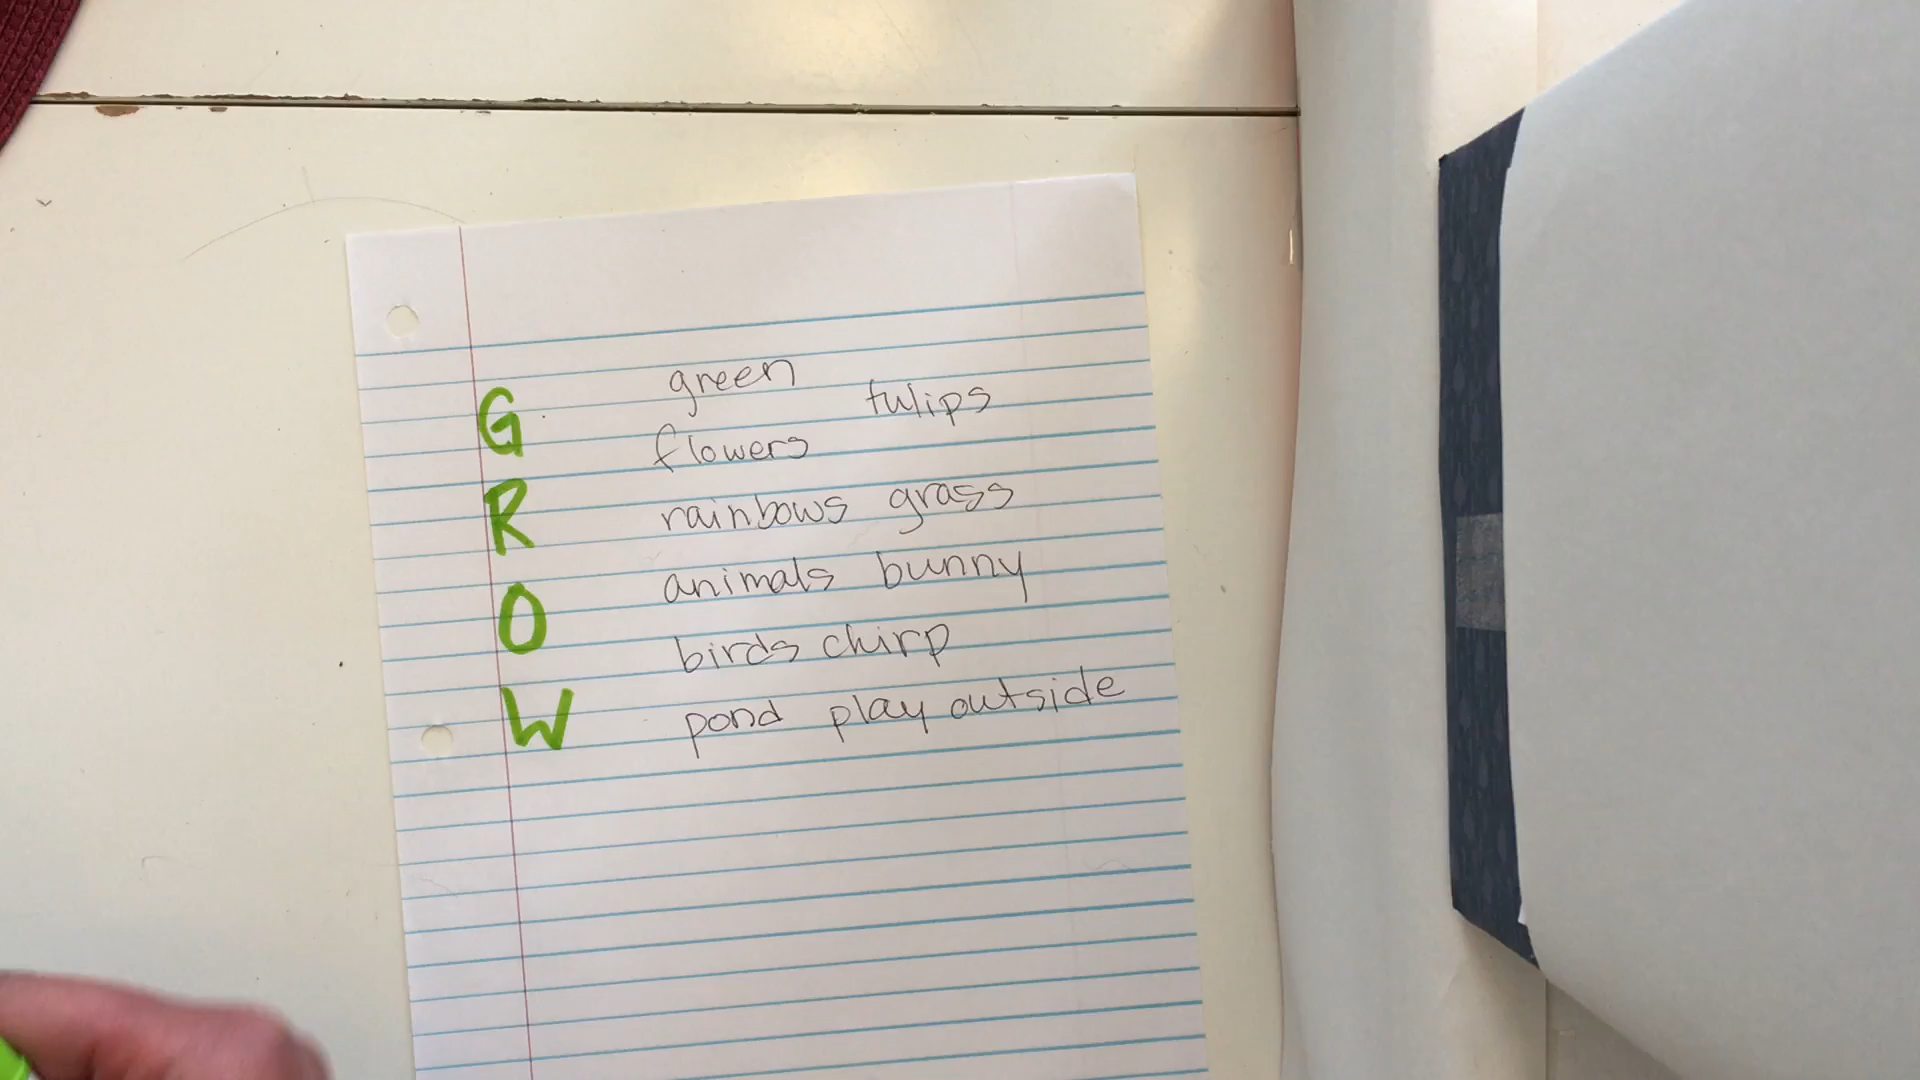 G
R
O
W
green
tulips
flowers
rainbows grass
animals bunny
birds chirp
pond play outside